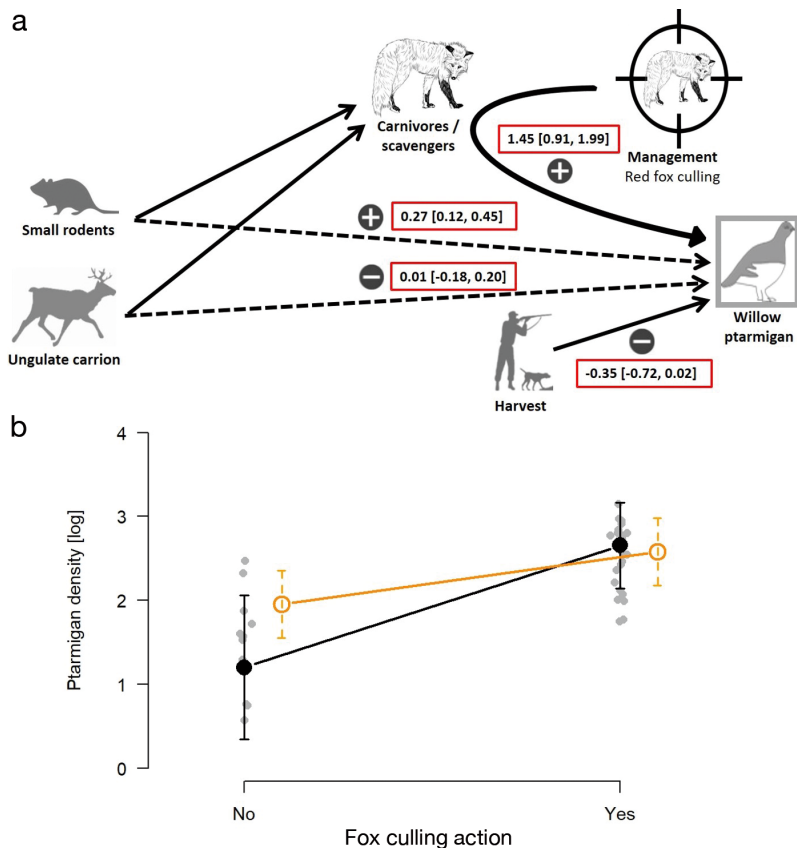 a
Carnivores /
scavengers
1.45 [0.91, 1.99]
+
Management
Red fox culling
Small rodents
+
0.27 [0.12, 0.45]
−
0.01 [-0.18, 0.20]
Ungulate carrion
Willow
ptarmigan
−
-0.35 [-0.72, 0.02]
Harvest
b
Ptarmigan density [log]
4
3
2
1
0
No
Yes
Fox culling action